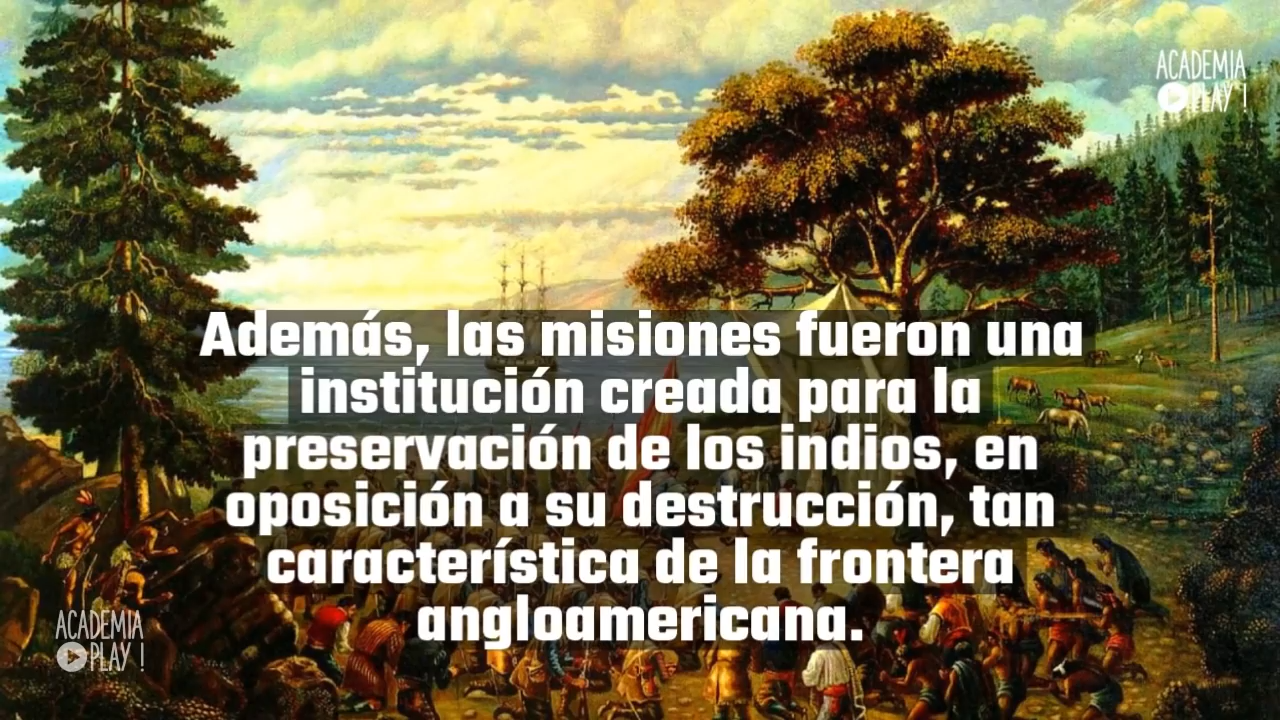 ACADEMIA
PLAY !
Además, las misiones fueron una
institución creada para la
preservación de los indios, en
oposición a su destrucción, tan
característica de la frontera
angloamericana.
ACADEMIA
PLAY !